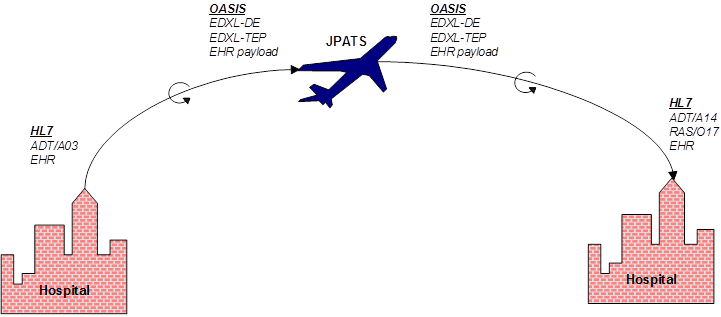 OASIS
EDXL-DE
EDXL-TEP
EHR payload
JPATS
OASIS
EDXL-DE
EDXL-TEP
EHR payload
HL7
ADT/A03
EHR
HL7
ADT/A14
RAS/O17
EHR
Hospital
Hospital